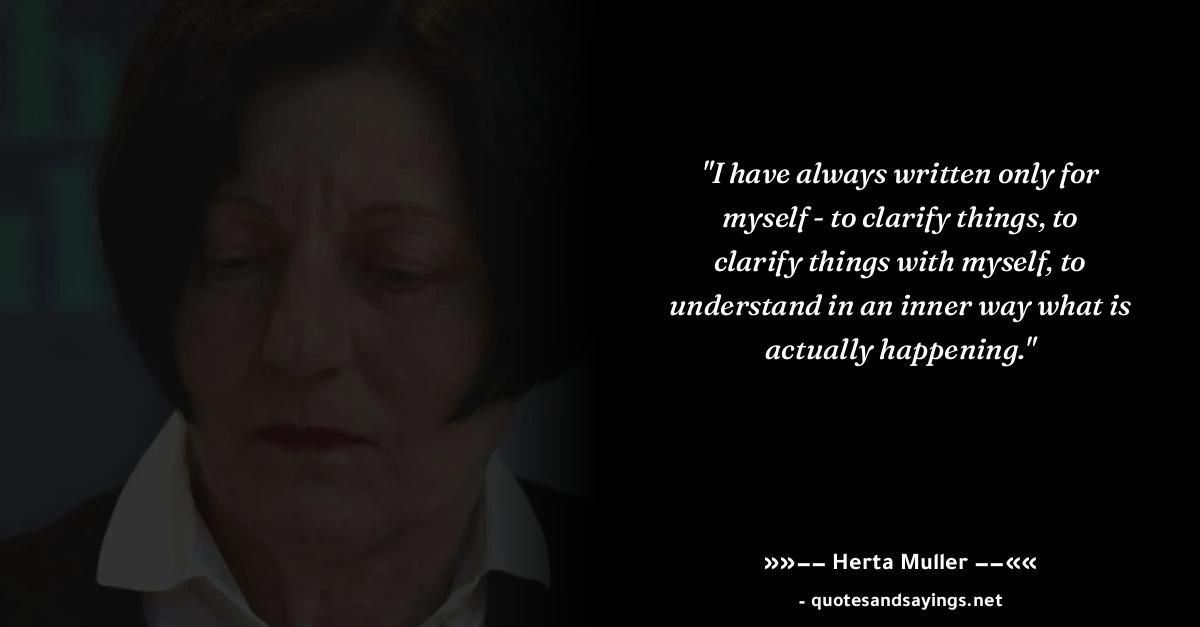 "I have always written only for
myself - to clarify things, to
clarify things with myself, to
understand in an inner way what is
actually happening."
»»−− Herta Muller −−««
- quotesandsayings.net